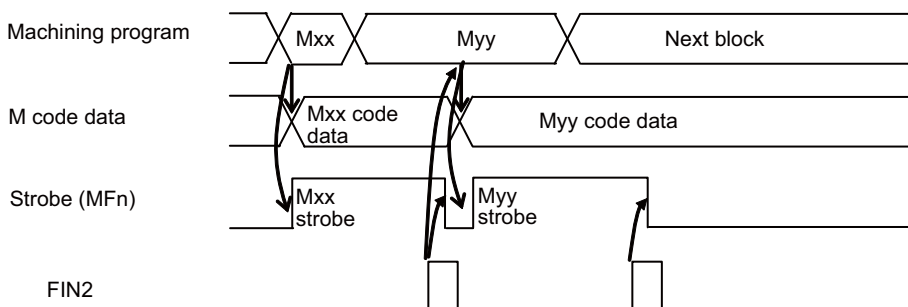 Machining program
Mxx
Myy
Next block
M code data
Mxx code
data
Myy code data
Strobe (MFn)
Mxx
strobe
Myy
strobe
FIN2